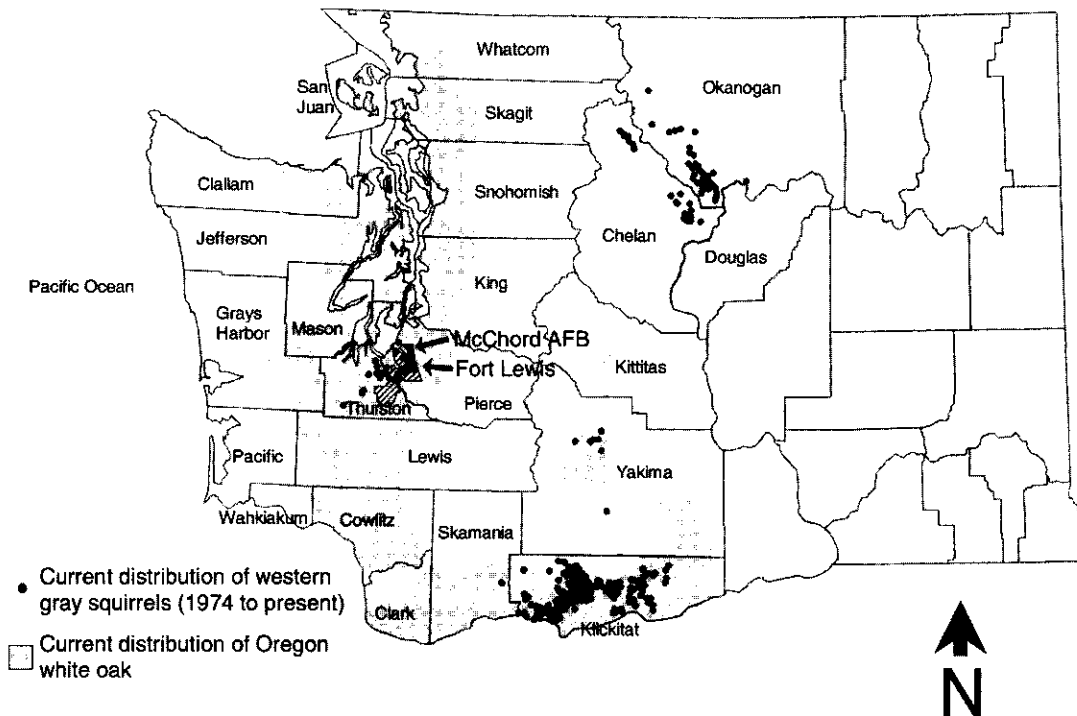 Whatcom
Okanogan
San
Juan
Skagit
Clallam
Snohomish
Jefferson
Chelan
Douglas
Pacific Ocean
King
Grays
Harbor
Mason
McChord AFB
Fort Lewis
Kittitas
Thurston
Pierce
Pacific
Lewis
Yakima
Wahkiakum
Cowlitz
Skamania
Current distribution of western
gray squirrels (1974 to present)
Clark
Klickitat
Current distribution of Oregon
white oak
N